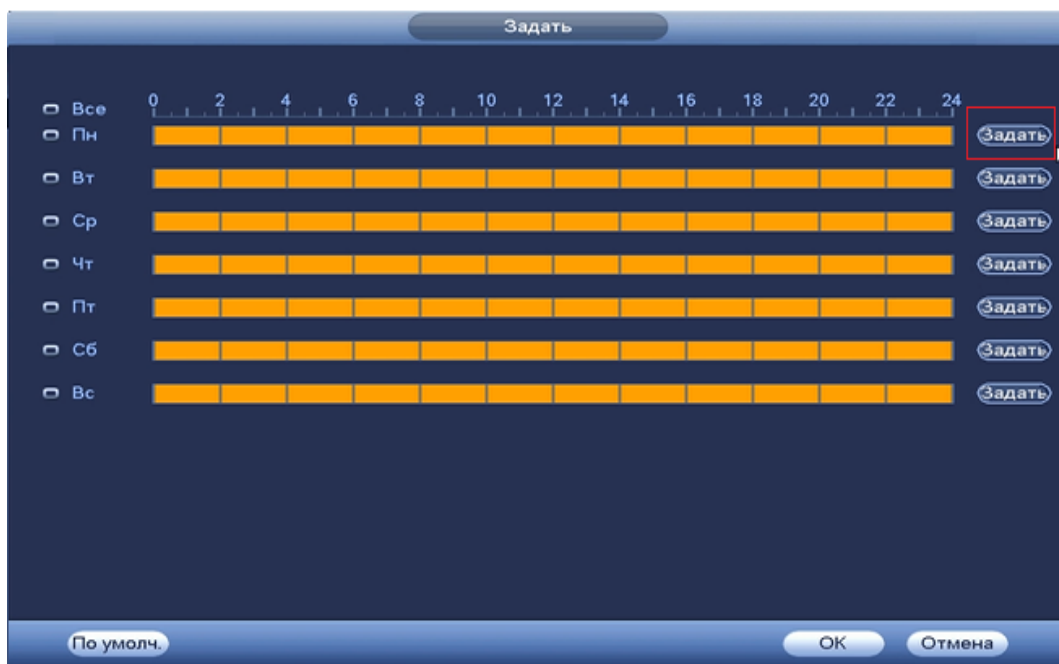 Задать
Все 0 2 4 6 8 10 12 14 16 18 20 22 24
Пн Задать
Вт Задать
Ср Задать
Чт Задать
Пт Задать
Сб Задать
Вс Задать
По умолч. OK Отмена